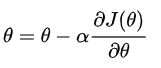 θ = θ − α ∂J(θ)/∂θ